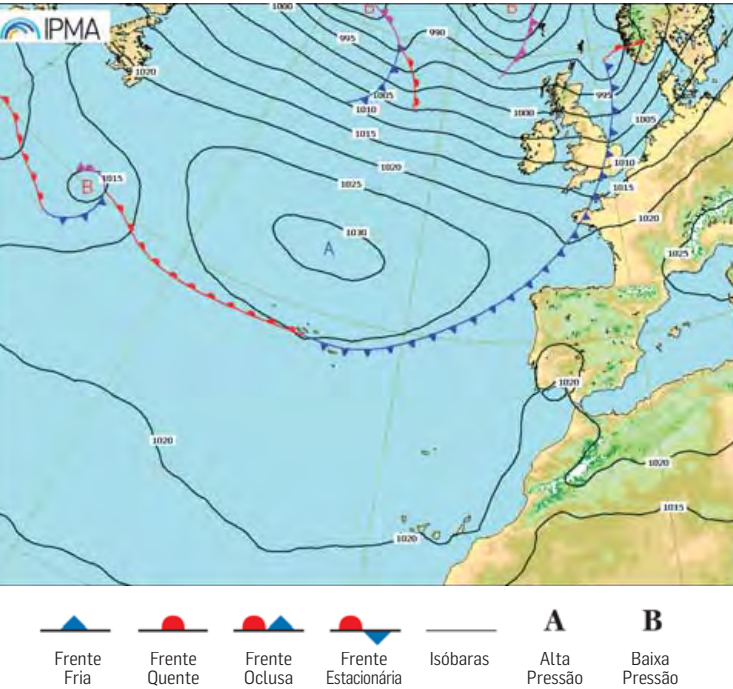 IPMA
B
1000
B
995
990
1020
995
1005
1010
1000
1005
1015
1010
1020
1015
B
1015
1025
1020
1030
A
1025
1020
1020
1020
1015
1020
A
B
Frente
Fria
Frente
Quente
Frente
Oclusa
Frente
Estacionária
Isóbaras
Alta
Pressão
Baixa
Pressão